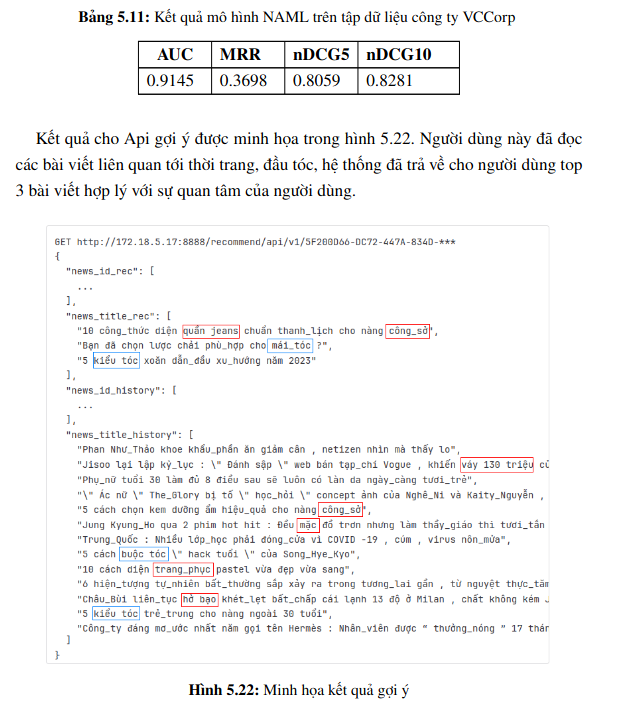 Bảng 5.11: Kết quả mô hình NAML trên tập dữ liệu công ty VCCorp
AUC MRR nDCG5 nDCG10
0.9145 0.3698 0.8059 0.8281
Kết quả cho Api gợi ý được minh họa trong hình 5.22. Người dùng này đã đọc
các bài viết liên quan tới thời trang, đầu tóc, hệ thống đã trả về cho người dùng top
3 bài viết hợp lý với sự quan tâm của người dùng.
GET http://172.18.5.17:8888/recommend/api/v1/5F200D66-DC72-447A-834D-***
{
"news_id_rec": [
...
],
"news_title_rec": [
"10 công_thức diện quần jeans chuẩn thanh_lịch cho nàng công_sở",
"Bạn đã chọn lược chải phù_hợp cho mái_tóc ?",
"5 kiểu tóc xoăn dẫn_đầu xu_hướng năm 2023"
],
"news_id_history": [
...
],
"news_title_history": [
"Phan Như_Thảo khoe khẩu_phần ăn giảm cân , netizen nhìn mà thấy lo",
"Jisoo lại lập kỷ_lục : \" Đánh sập \" web bán tạp_chí Vogue , khiến váy 130 triệu củ
"Phụ_nữ tuổi 30 làm đủ 8 điều sau sẽ luôn có làn da ngày_càng tươi_trẻ",
"\" Ác nữ \" The_Glory bị tố \" học_hỏi \" concept ảnh của Nghê_Ni và Kaity_Nguyễn ,
"5 cách chọn kem dưỡng ẩm hiệu_quả cho nàng công_sở",
"Jung Kyung_Ho qua 2 phim hot hit : Đều mặc đồ trơn nhưng làm thầy_giáo thì tươi_tắn
"Trung_Quốc : Nhiều lớp_học phải đóng_cửa vì COVID -19 , cúm , virus nôn_mửa",
"5 cách buộc tóc \" hack tuổi \" của Song_Hye_Kyo",
"10 cách diện trang_phục pastel vừa đẹp vừa sang",
"6 hiện_tượng tự_nhiên bất_thường sắp xảy ra trong tương_lai gần , từ nguyệt thực_tần
"Châu_Bùi liên_tục hở bạo khét_lẹt bất_chấp cái lạnh 13 độ ở Milan , chất không kém J
"5 kiểu tóc trẻ_trung cho nàng ngoài 30 tuổi",
"Công_ty đáng mơ_ước nhất năm gọi tên Hermès : Nhân_viên được " thưởng_nóng " 17 thán
]
}
Hình 5.22: Minh họa kết quả gợi ý